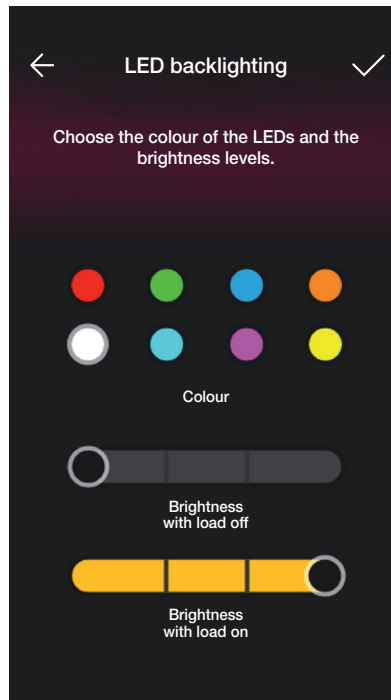 LED backlighting
Choose the colour of the LEDs and the
brightness levels.
Colour
Brightness
with load off
Brightness
with load on